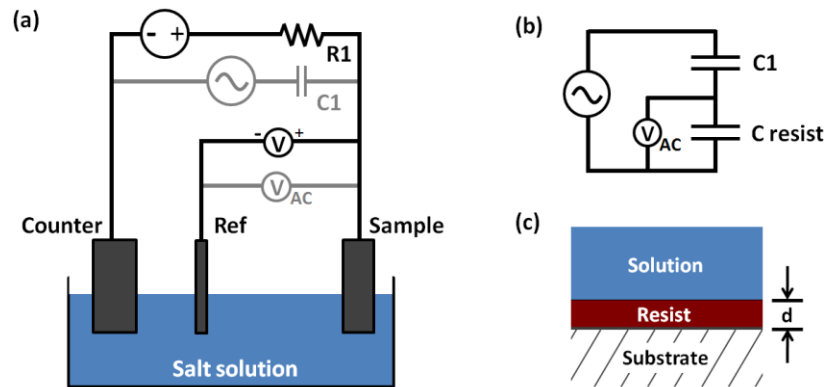 (a)
- +
R1
C1
- V +
V AC
Counter
Ref
Sample
Salt solution
(b)
C1
V AC
C resist
(c)
Solution
Resist
d
Substrate